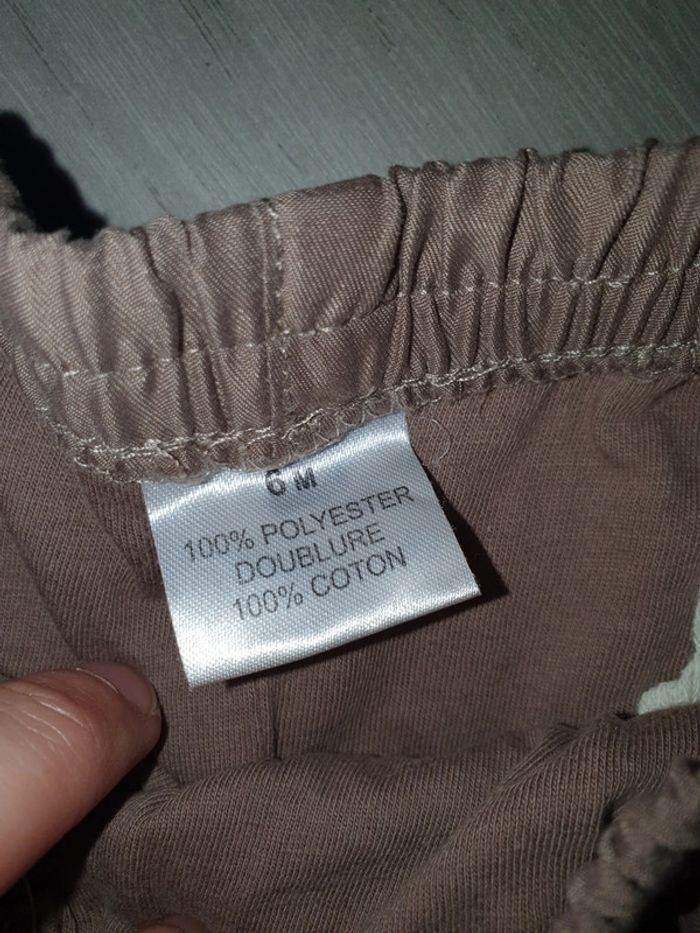 6 M
100% POLYESTER
DOUBLURE
100% COTON